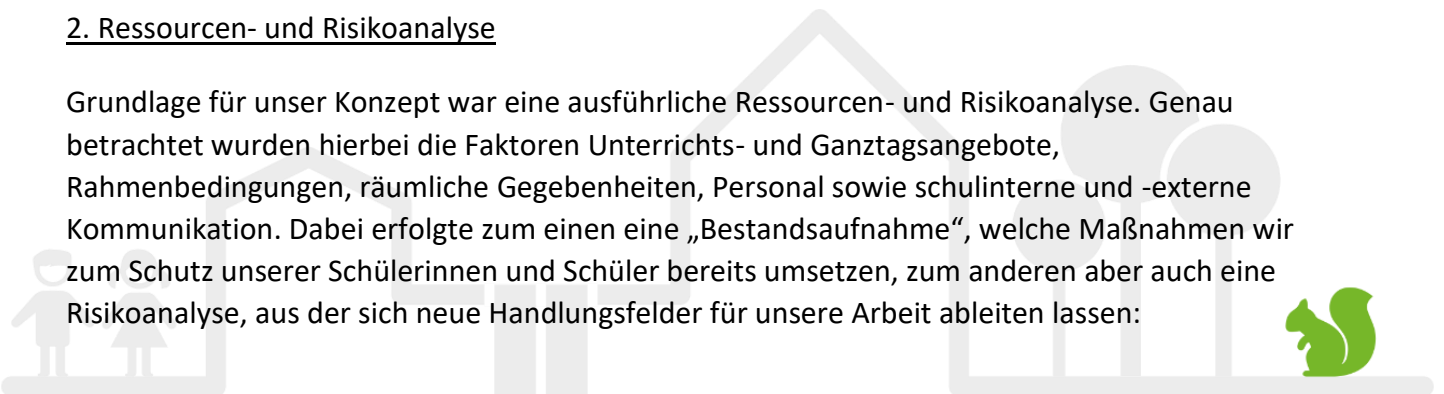 2. Ressourcen- und Risikoanalyse
Grundlage für unser Konzept war eine ausführliche Ressourcen- und Risikoanalyse. Genau
betrachtet wurden hierbei die Faktoren Unterrichts- und Ganztagsangebote,
Rahmenbedingungen, räumliche Gegebenheiten, Personal sowie schulinterne und -externe
Kommunikation. Dabei erfolgte zum einen eine „Bestandsaufnahme“, welche Maßnahmen wir
zum Schutz unserer Schülerinnen und Schüler bereits umsetzen, zum anderen aber auch eine
Risikoanalyse, aus der sich neue Handlungsfelder für unsere Arbeit ableiten lassen: